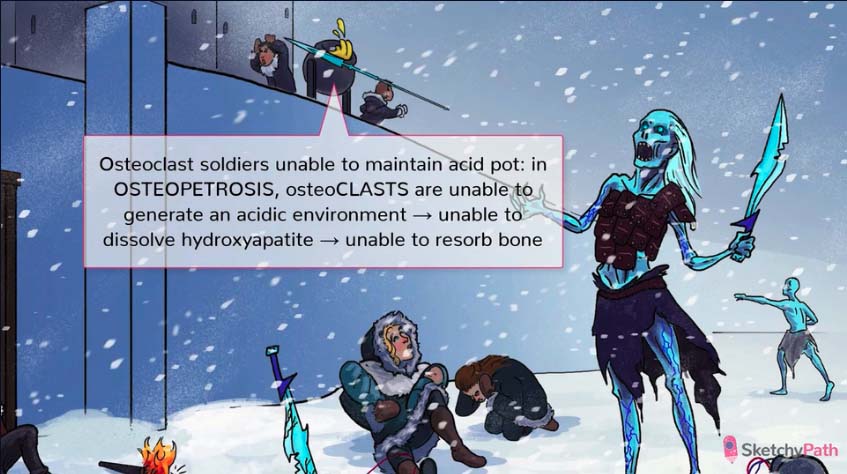 Osteoclast soldiers unable to maintain acid pot: in
OSTEOPETROSIS, osteoCLASTS are unable to
generate an acidic environment → unable to
dissolve hydroxyapatite → unable to resorb bone
SketchyPath